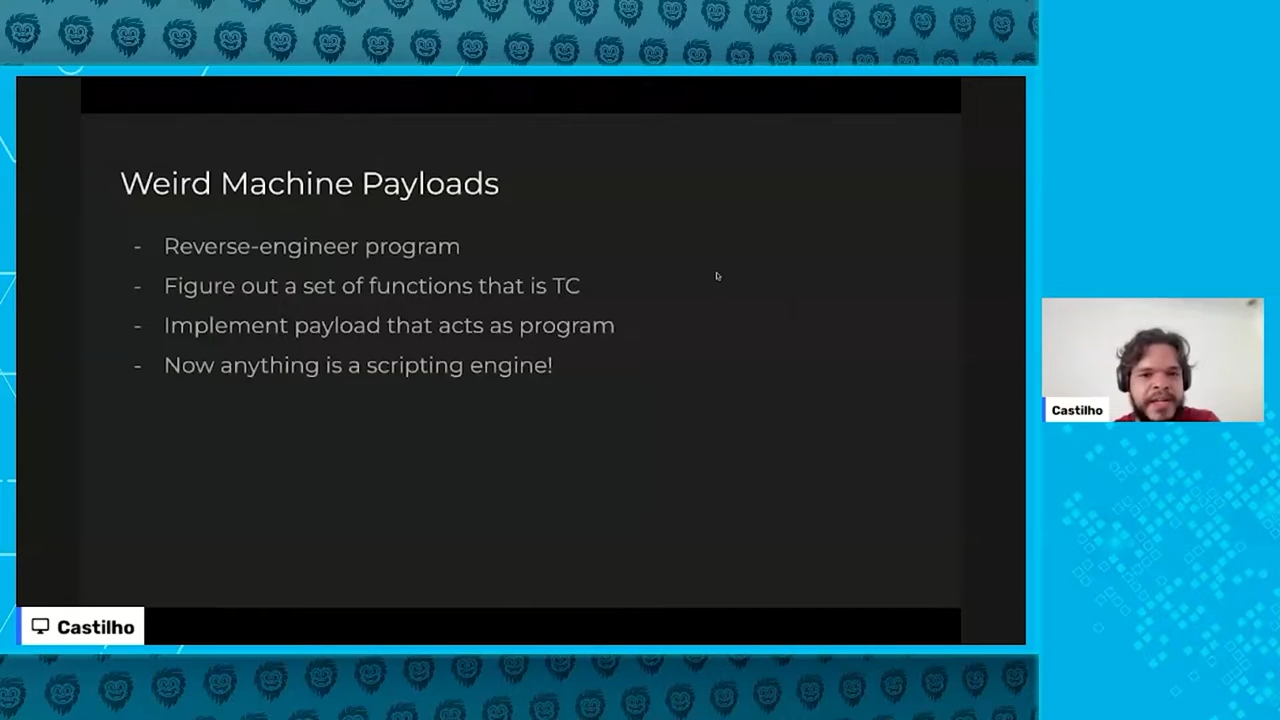 Weird Machine Payloads
- Reverse-engineer program
- Figure out a set of functions that is TC
- Implement payload that acts as program
- Now anything is a scripting engine!
Castilho
Castilho